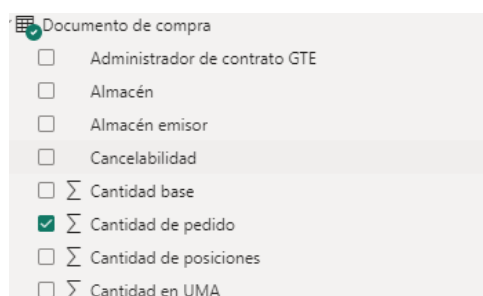 Documento de compra
Administrador de contrato GTE
Almacén
Almacén emisor
Cancelabilidad
Cantidad base
Cantidad de pedido
Cantidad de posiciones
Cantidad en UMA